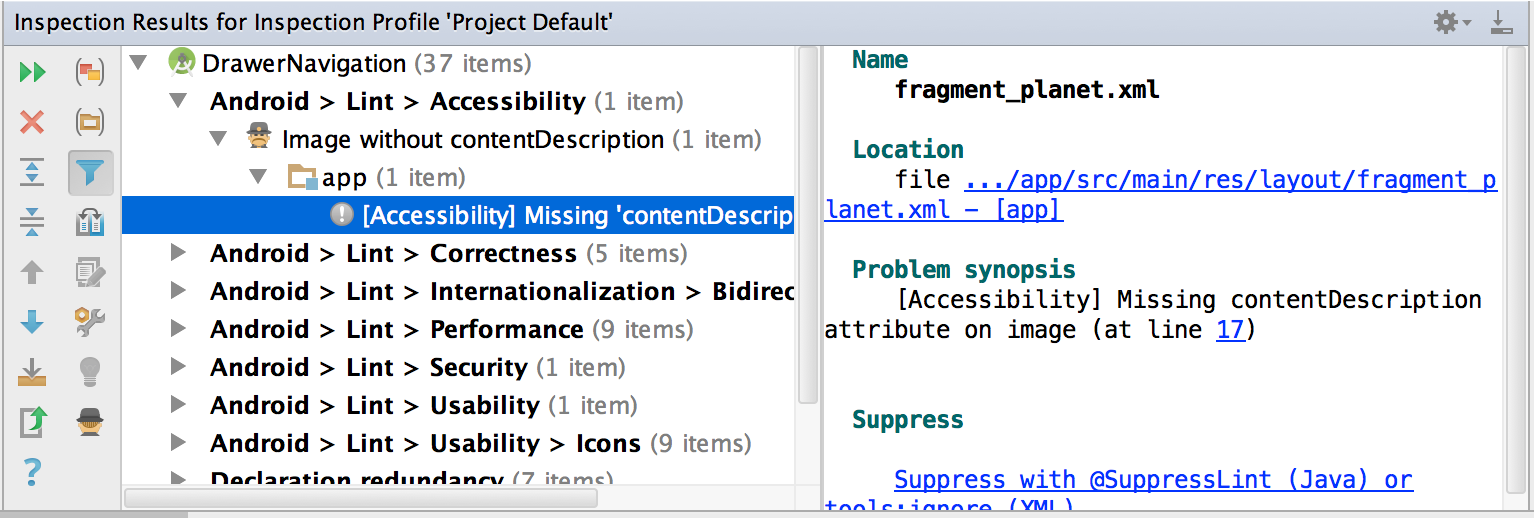 Inspection Results for Inspection Profile 'Project Default'
DrawerNavigation (37 items)
Android > Lint > Accessibility (1 item)
Image without contentDescription (1 item)
app (1 item)
[Accessibility] Missing 'contentDescrip
Android > Lint > Correctness (5 items)
Android > Lint > Internationalization > Bidirec
Android > Lint > Performance (9 items)
Android > Lint > Security (1 item)
Android > Lint > Usability (1 item)
Android > Lint > Usability > Icons (9 items)
Declaration redundancy (7 items)
Name
fragment_planet.xml
Location
file .../app/src/main/res/layout/fragment_p
lanet.xml – [app]
Problem synopsis
[Accessibility] Missing contentDescription
attribute on image (at line 17)
Suppress
Suppress with @SuppressLint (Java) or
tools:ignore (XML)